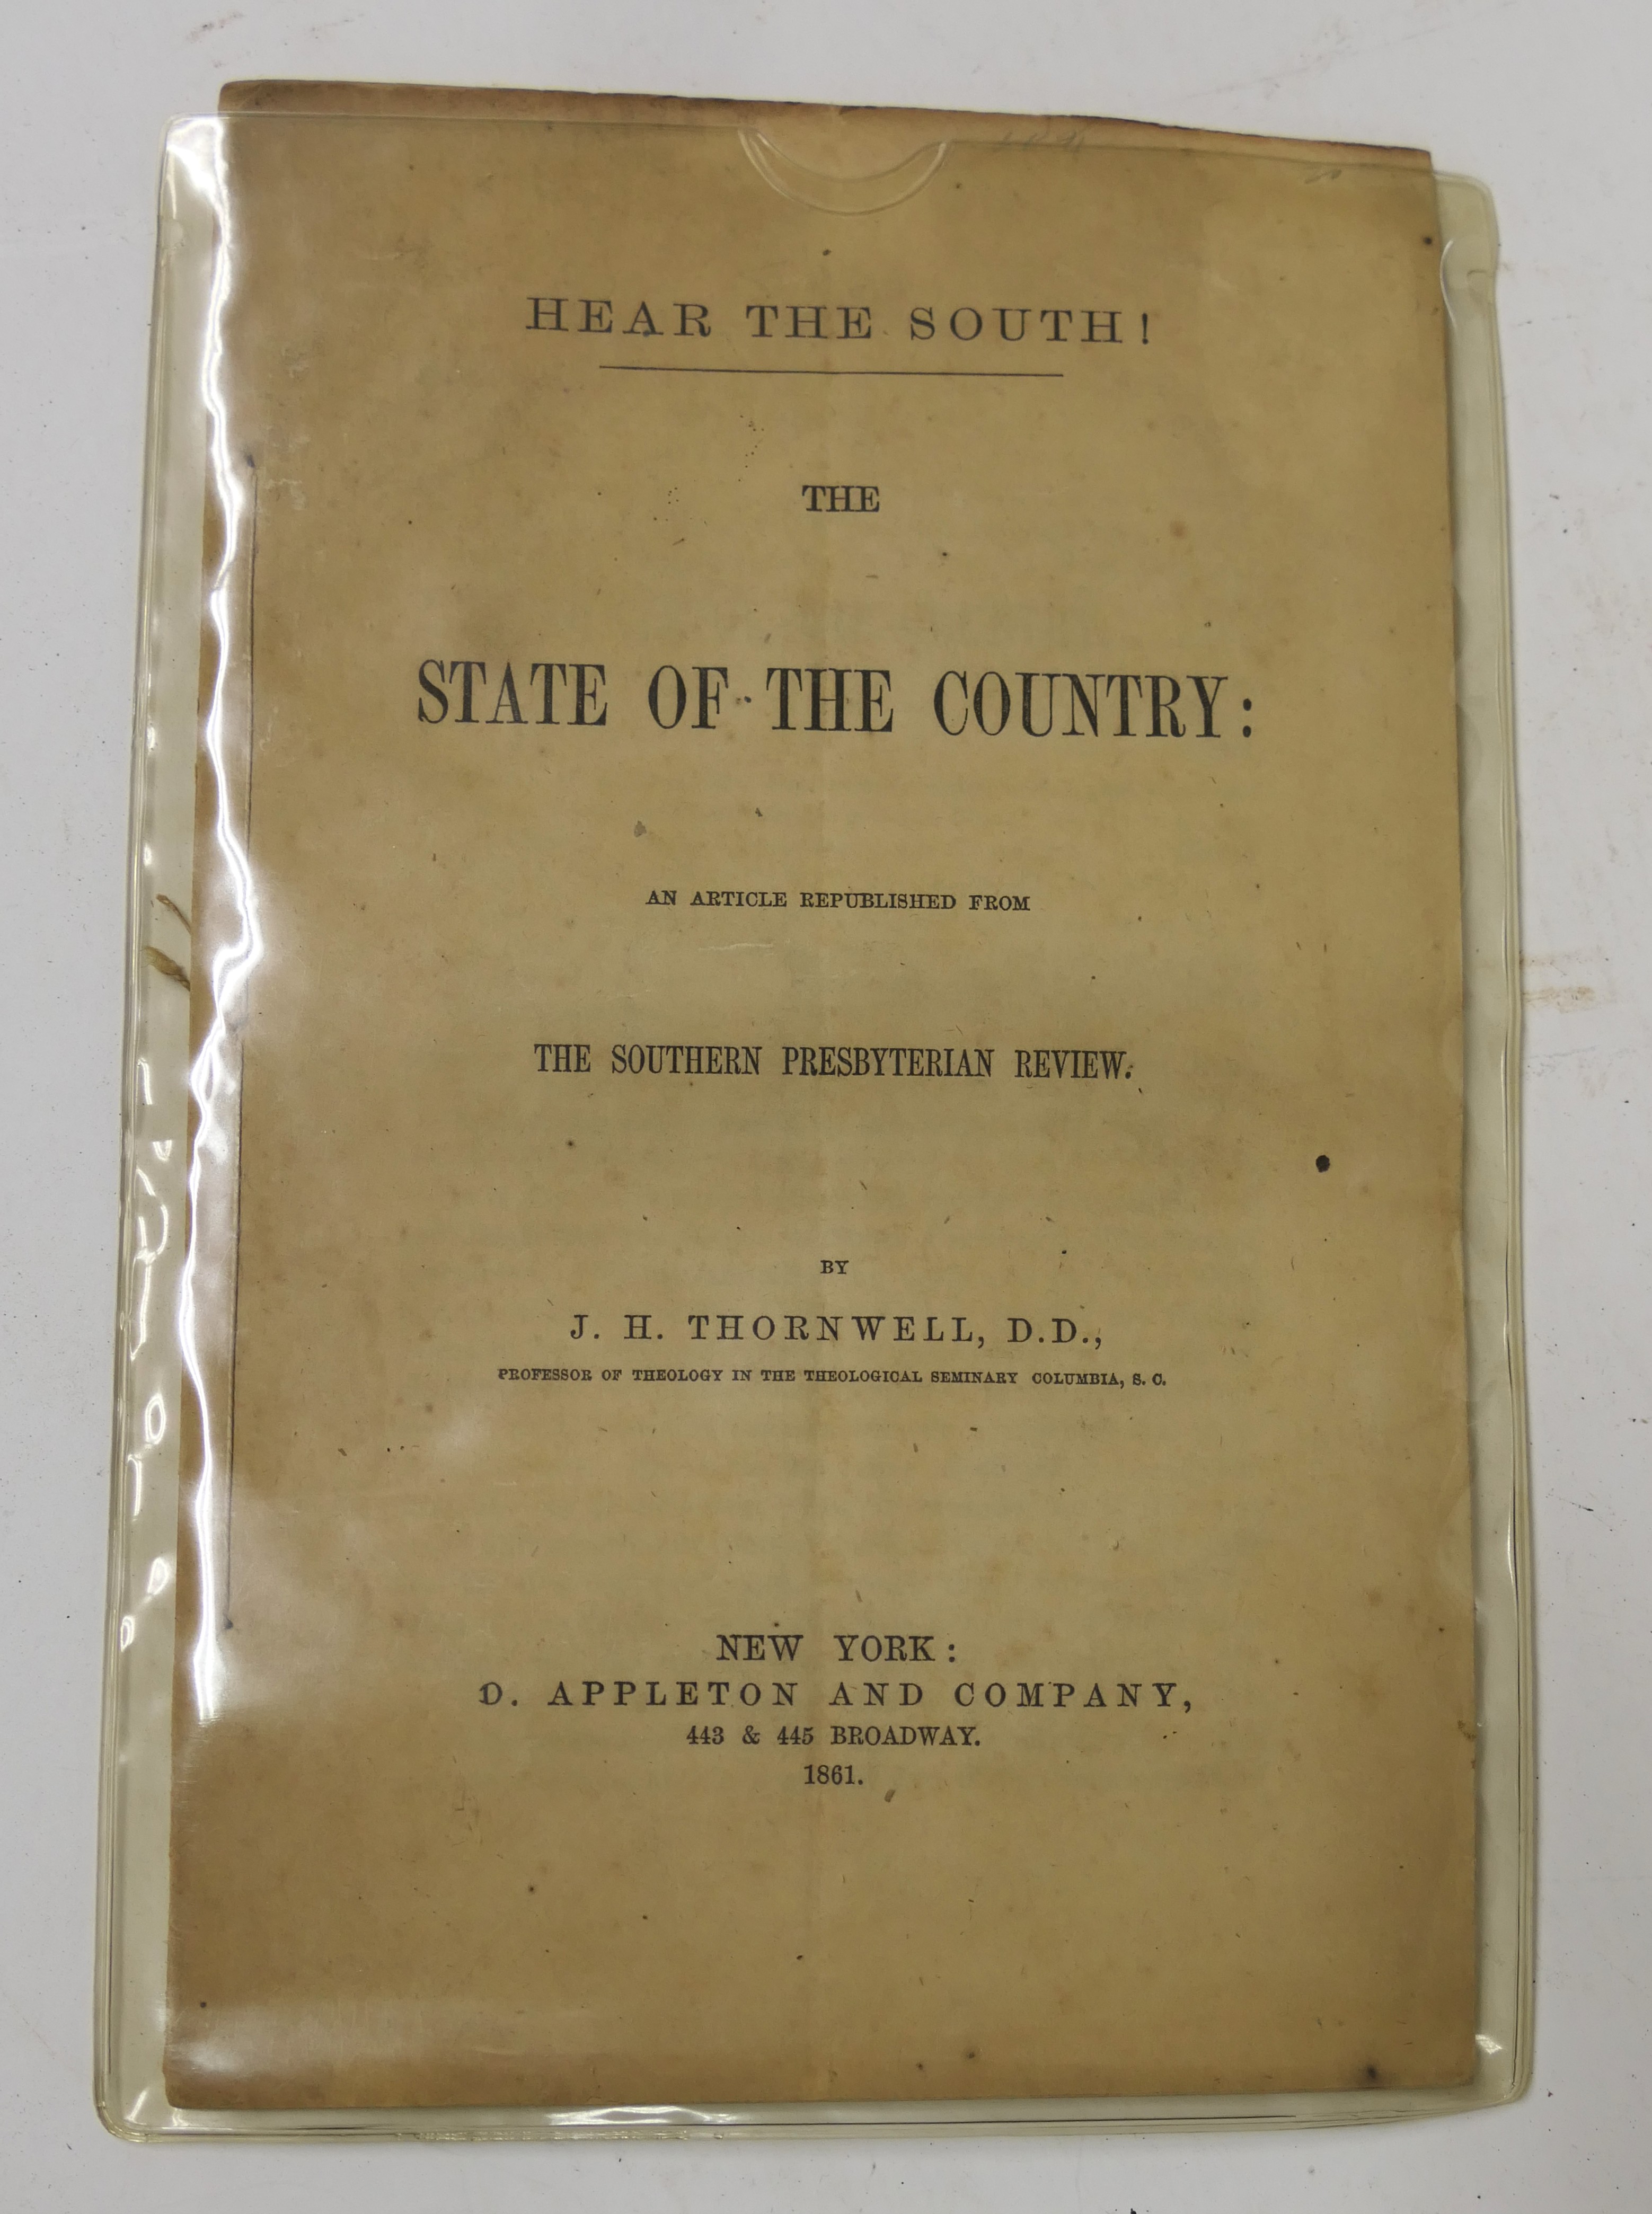 HEAR THE SOUTH!
THE
STATE OF THE COUNTRY:
AN ARTICLE REPUBLISHED FROM
THE SOUTHERN PRESBYTERIAN REVIEW.
BY
J. H. THORNWELL, D.D.,
PROFESSOR OF THEOLOGY IN THE THEOLOGICAL SEMINARY COLUMBIA, S. C.
NEW YORK:
D. APPLETON AND COMPANY,
443 & 445 BROADWAY.
1861.